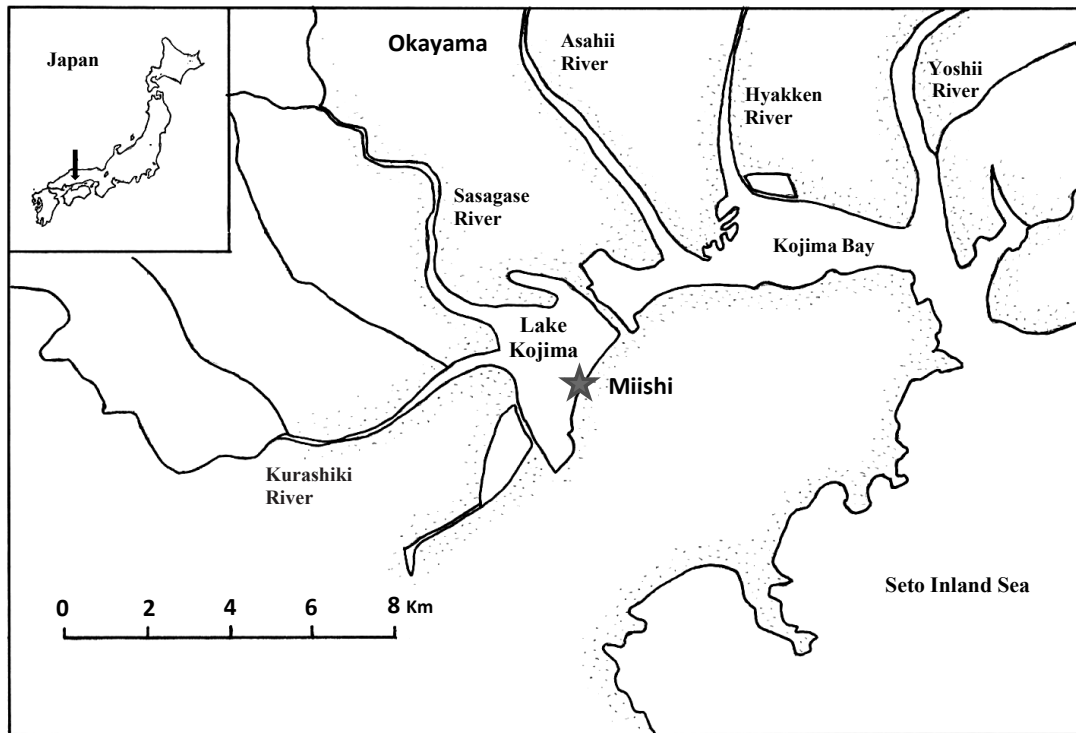 Japan
Okayama
Asahii
River
Hyakken
River
Yoshii
River
Sasagase
River
Kojima Bay
Lake
Kojima
Miishi
Kurashiki
River
Seto Inland Sea
0 2 4 6 8 Km